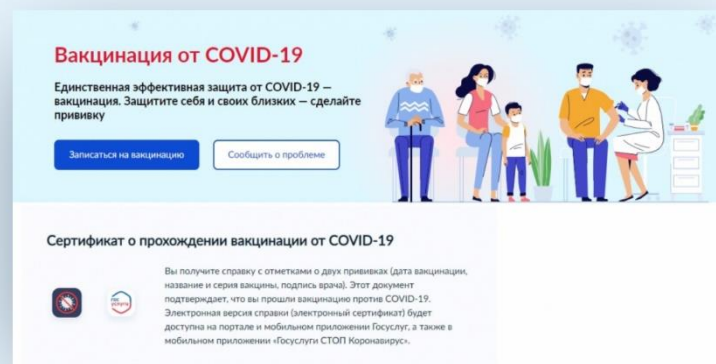 Вакцинация от COVID-19
Единственная эффективная защита от COVID-19 —
вакцинация. Защитите себя и своих близких — сделайте
прививку
Записаться на вакцинацию
Сообщить о проблеме
Сертификат о прохождении вакцинации от COVID-19
Вы получите справку с отметками о двух прививках (дата вакцинации,
название и серия вакцины, подпись врача). Этот документ
подтверждает, что вы прошли вакцинацию против COVID-19.
Электронная версия справки (электронный сертификат) будет
доступна на портале и мобильном приложении Госуслуг, а также в
мобильном приложении «Госуслуги СТОП Коронавирус».
гос
услуги